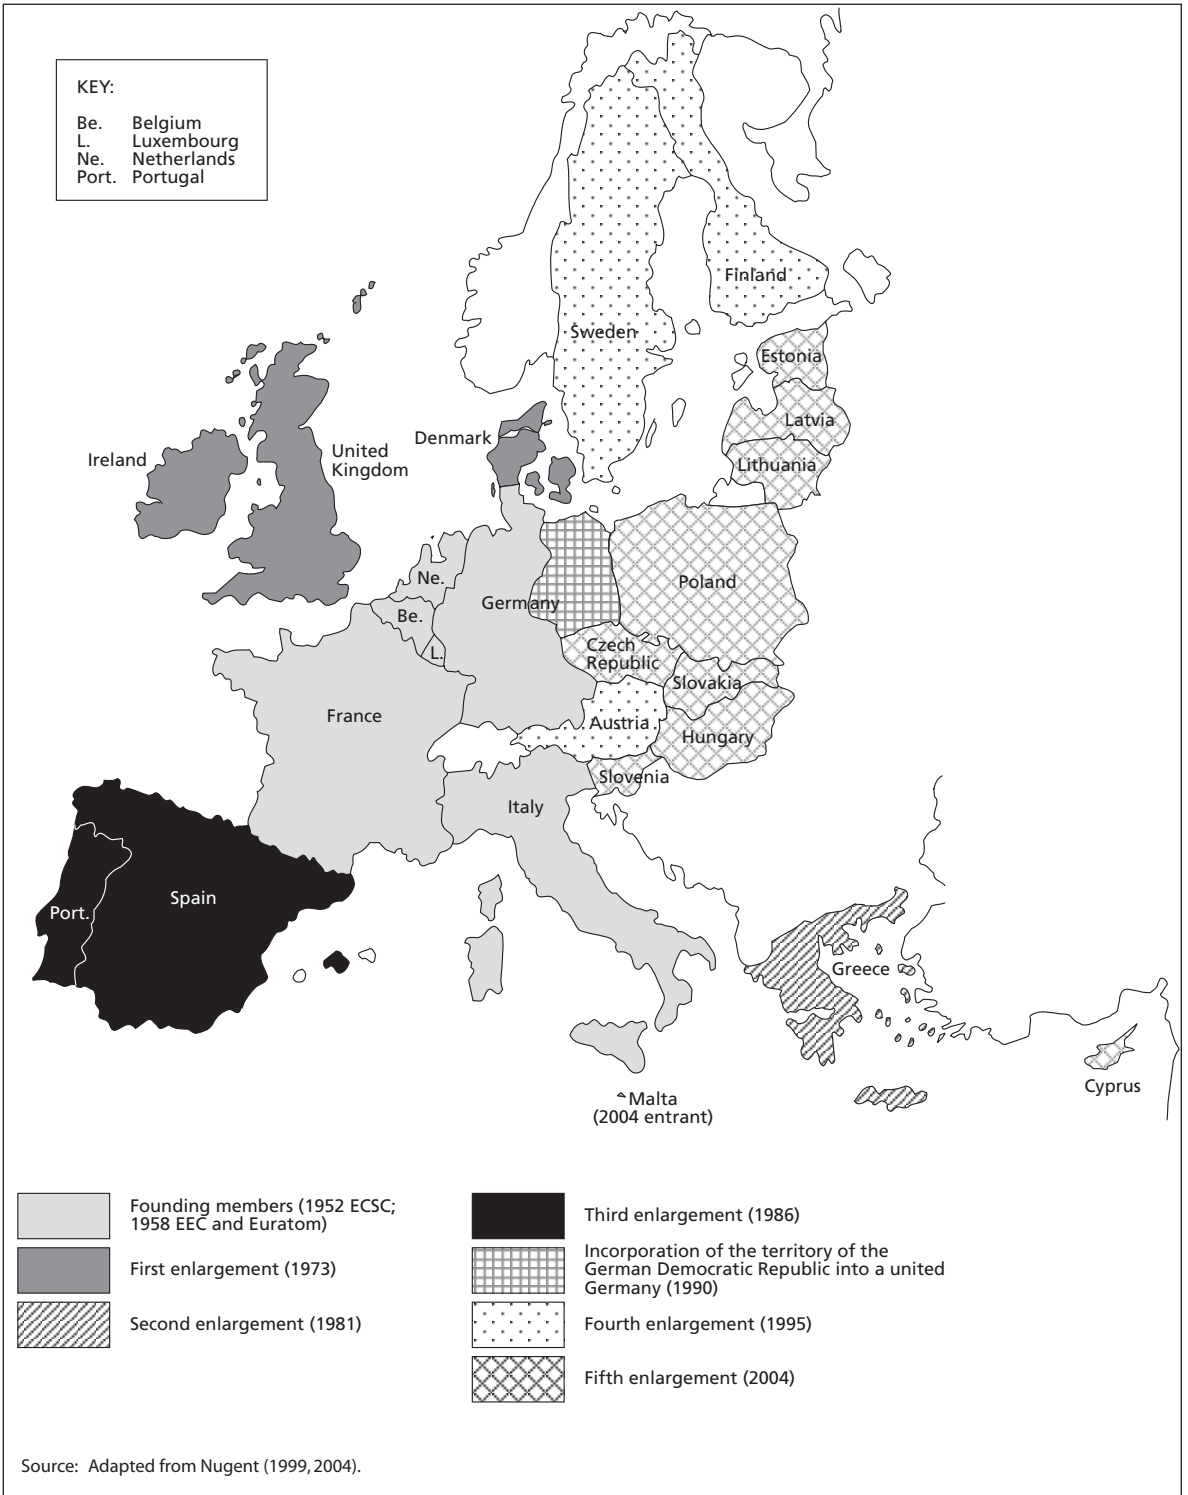 KEY:
Be. Belgium
L. Luxembourg
Ne. Netherlands
Port. Portugal
Finland
Sweden
Estonia
Latvia
Lithuania
Denmark
Ireland
United
Kingdom
Ne.
Be.
L.
Germany
Poland
Czech
Republic
Slovakia
France
Austria
Hungary
Slovenia
Italy
Spain
Port.
Greece
Cyprus
Malta
(2004 entrant)
Founding members (1952 ECSC;
1958 EEC and Euratom)
First enlargement (1973)
Second enlargement (1981)
Third enlargement (1986)
Incorporation of the territory of the
German Democratic Republic into a united
Germany (1990)
Fourth enlargement (1995)
Fifth enlargement (2004)
Source: Adapted from Nugent (1999, 2004).